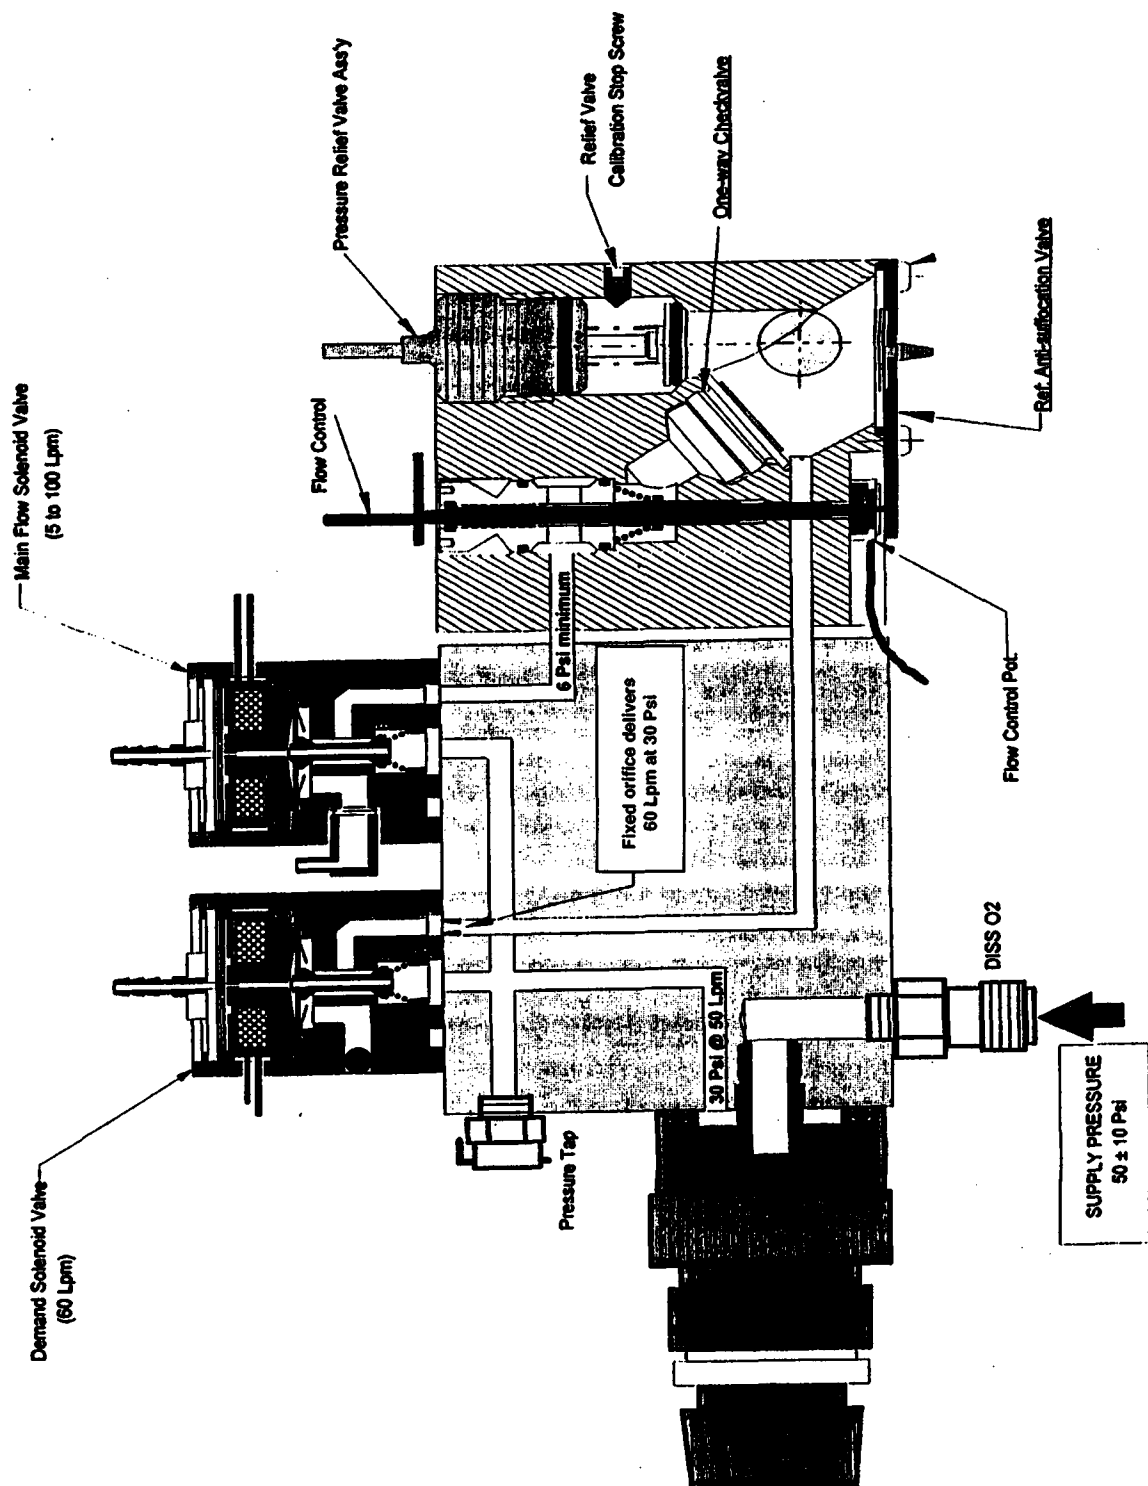 Demand Solenoid Valve
(60 Lpm)
Main Flow Solenoid Valve
(5 to 100 Lpm)
Flow Control
Pressure Relief Valve Ass'y
Relief Valve
Calibration Stop Screw
One-way Checkvalve
Ref. Anti-suffocation Valve
Flow Control Pot.
6 Psi minimum
Fixed orifice delivers
60 Lpm at 30 Psi
30 Psi @ 50 Lpm
Pressure Tap
DISS O2
SUPPLY PRESSURE
50 ± 10 Psi